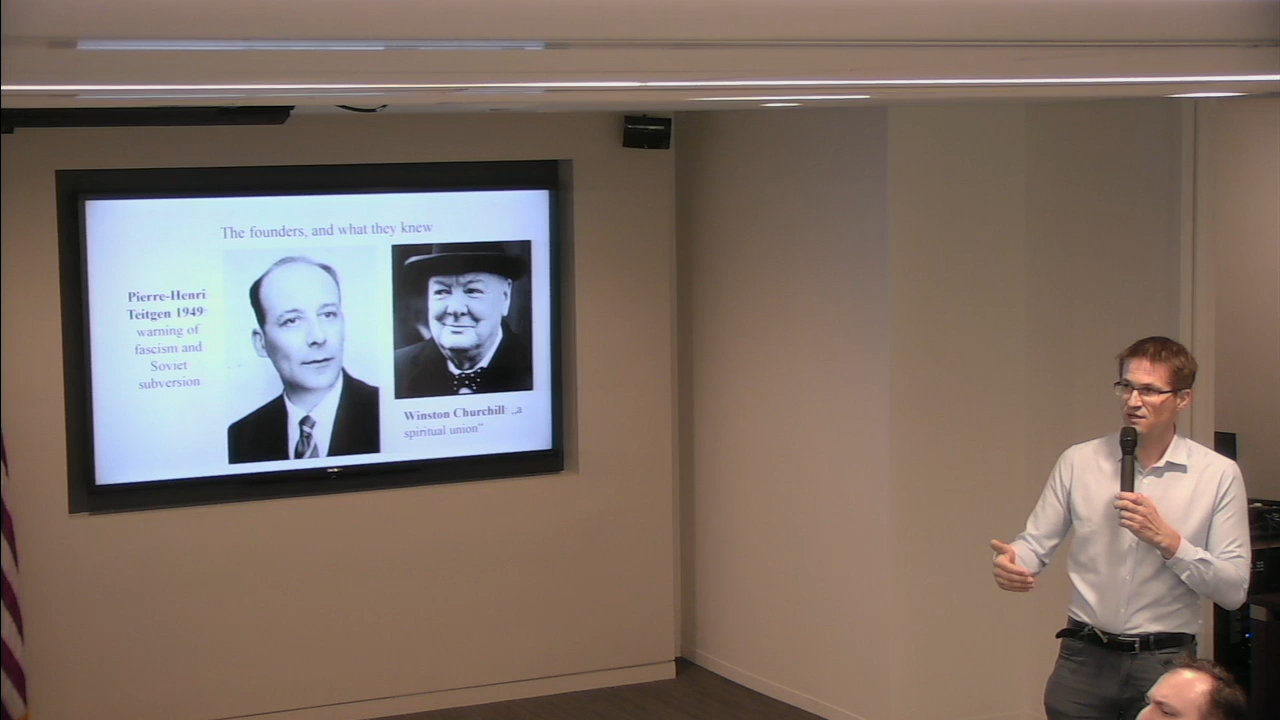 The founders, and what they knew
Pierre-Henri
Teitgen 1949:
warning of
fascism and
Soviet
subversion
Winston Churchill: „a
spiritual union”